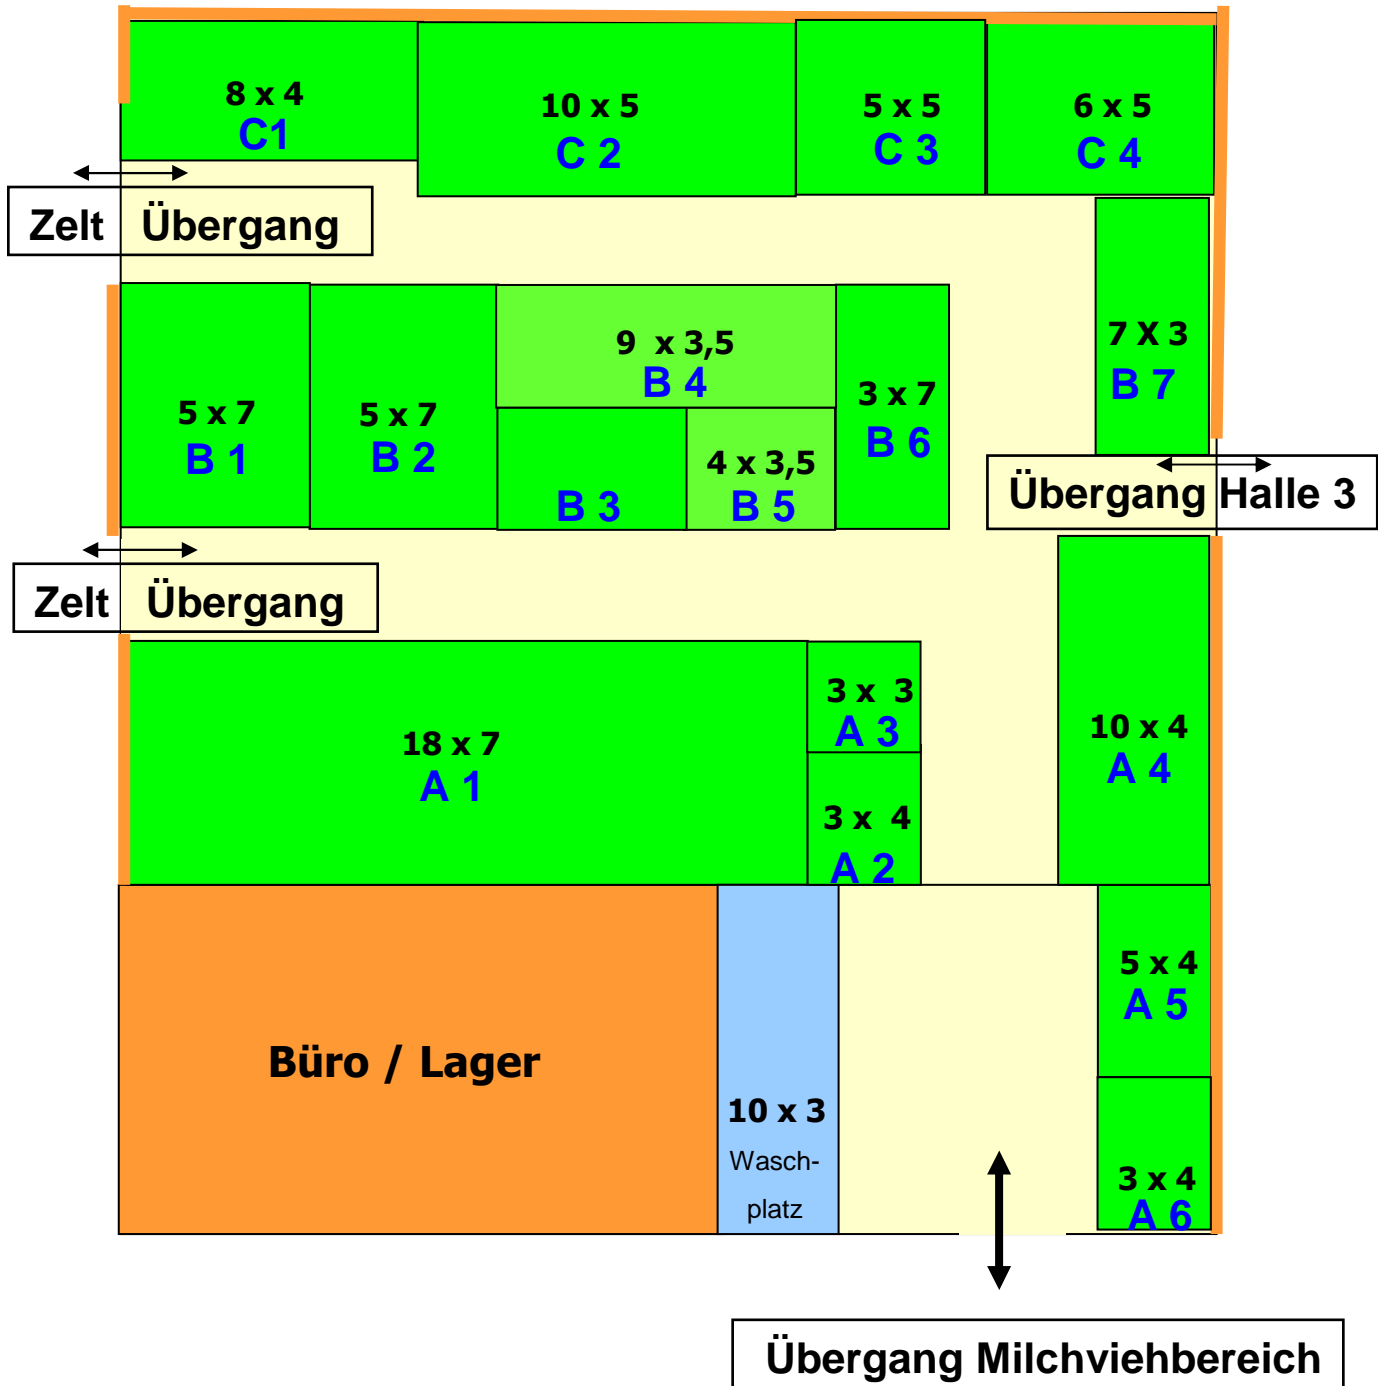 8 x 4
C1
10 x 5
C 2
5 x 5
C 3
6 x 5
C 4
Zelt Übergang
5 x 7
B 1
5 x 7
B 2
9 x 3,5
B 4
B 3
4 x 3,5
B 5
3 x 7
B 6
7 X 3
B 7
Übergang Halle 3
Zelt Übergang
18 x 7
A 1
3 x 3
A 3
3 x 4
A 2
10 x 4
A 4
Büro / Lager
10 x 3
Wasch-
platz
5 x 4
A 5
3 x 4
A 6
Übergang Milchviehbereich